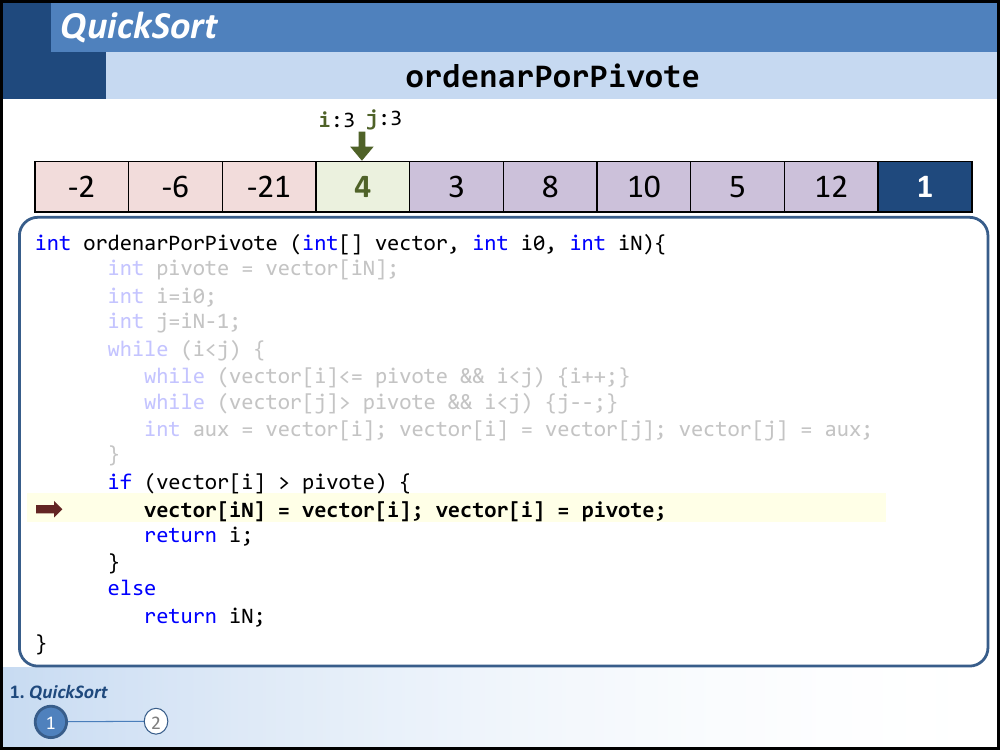 QuickSort
ordenarPorPivote
i:3 j:3
-2 -6 -21 4 3 8 10 5 12 1
int ordenarPorPivote (int[] vector, int i0, int iN){
int pivote = vector[iN];
int i=i0;
int j=iN-1;
while (i<j) {
while (vector[i]<= pivote && i<j) {i++;}
while (vector[j]> pivote && i<j) {j--;}
int aux = vector[i]; vector[i] = vector[j]; vector[j] = aux;
}
if (vector[i] > pivote) {
vector[iN] = vector[i]; vector[i] = pivote;
return i;
}
else
return iN;
}
1. QuickSort
1 2